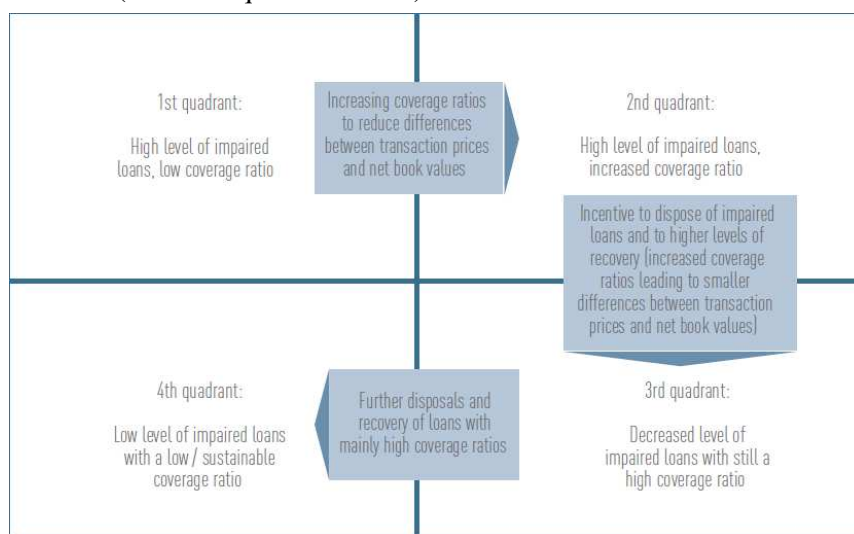 1st quadrant:
High level of impaired
loans, low coverage ratio
Increasing coverage ratios
to reduce differences
between transaction prices
and net book values
2nd quadrant:
High level of impaired loans,
increased coverage ratio
Incentive to dispose of impaired
loans and to higher levels of
recovery (increased coverage
ratios leading to smaller
differences between transaction
prices and net book values)
4th quadrant:
Low level of impaired loans
with a low / sustainable
coverage ratio
Further disposals and
recovery of loans with
mainly high coverage ratios
3rd quadrant:
Decreased level of
impaired loans with still a
high coverage ratio